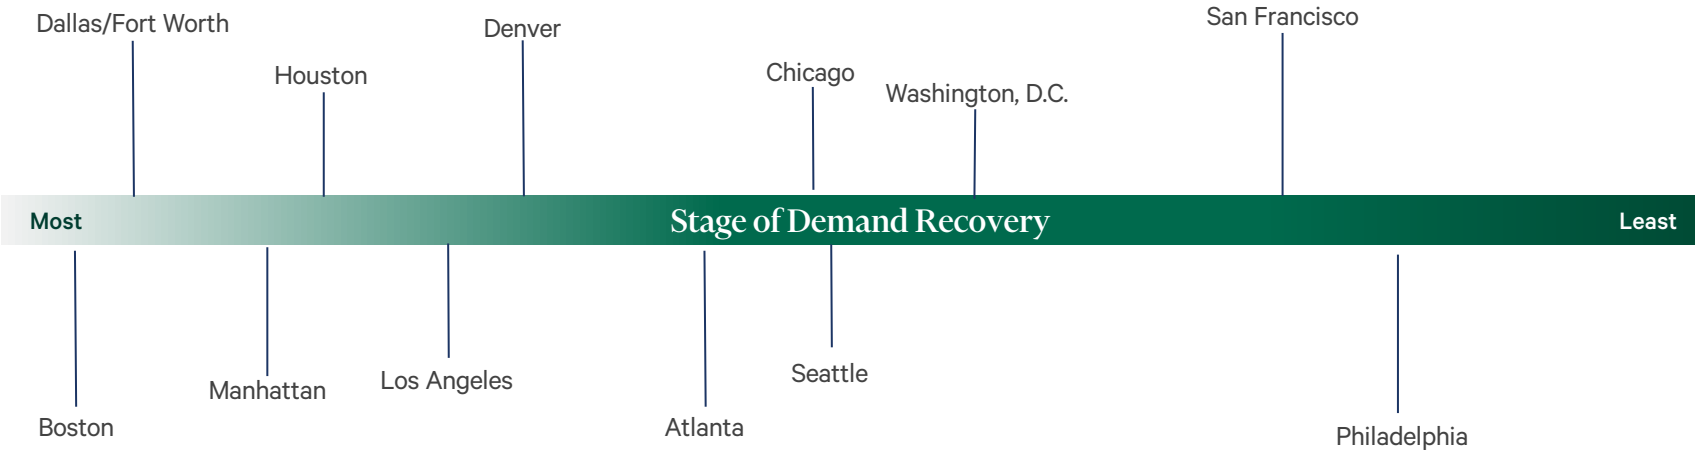 San Francisco
Dallas/Fort Worth
Denver
Houston
Chicago
Washington, D.C.
Most
Stage of Demand Recovery
Least
Seattle
Los Angeles
Manhattan
Boston
Atlanta
Philadelphia